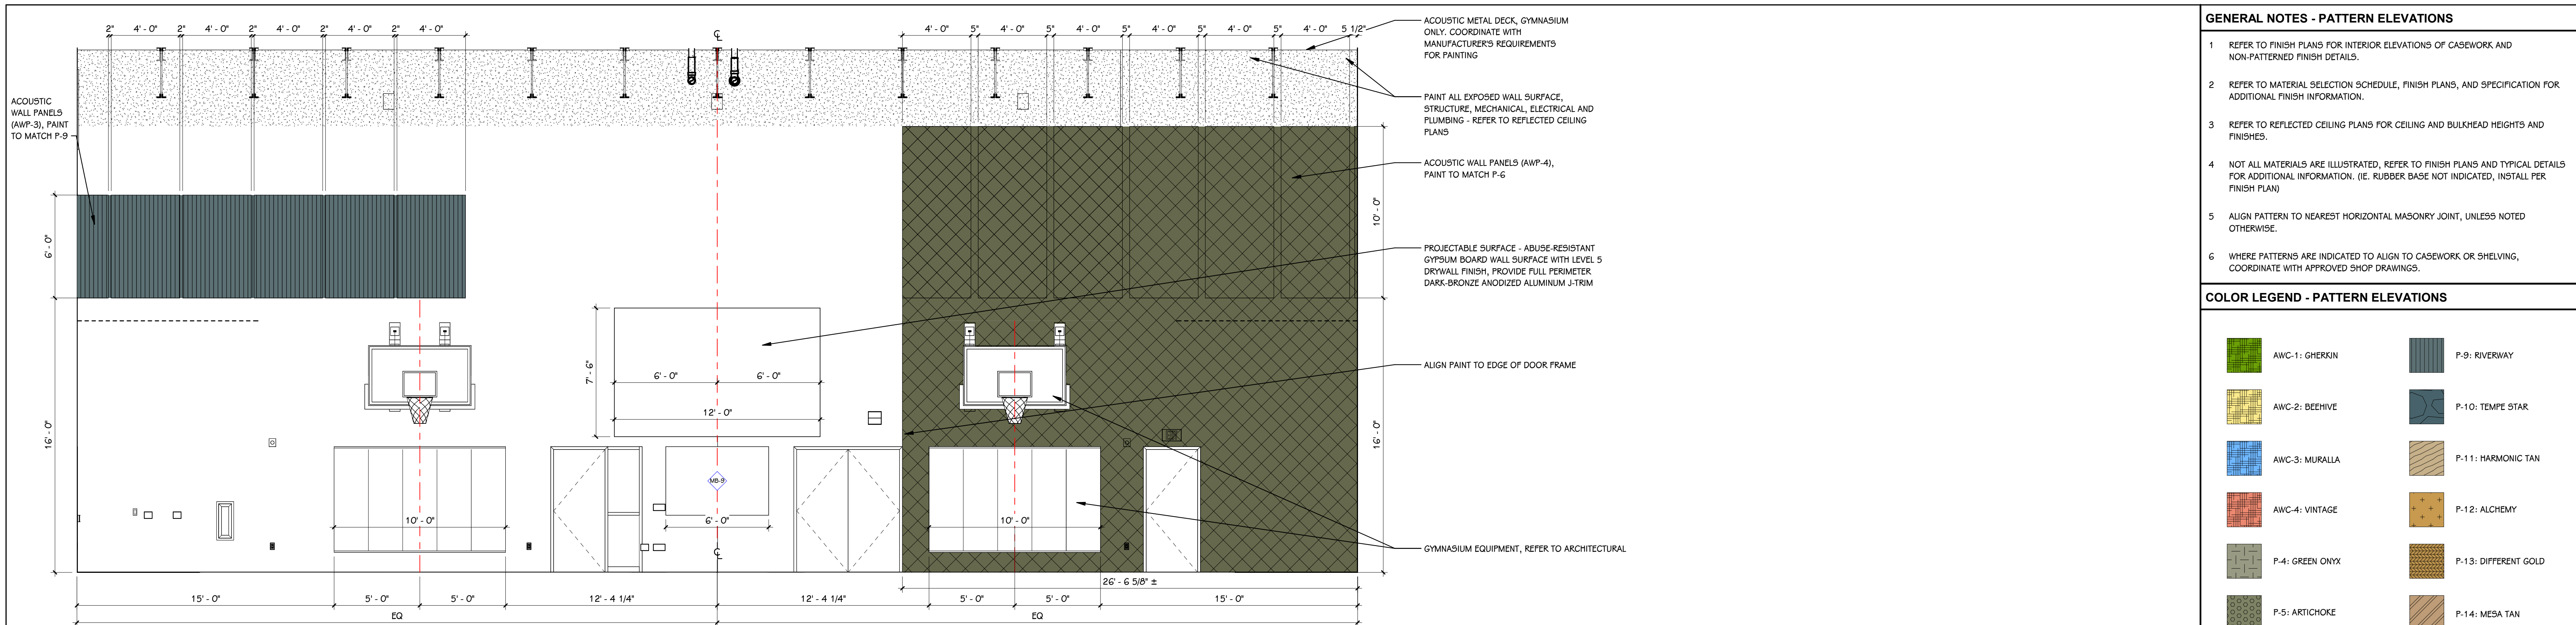 2" 4' - 0" 2" 4' - 0" 2" 4' - 0" 2" 4' - 0" 2" 4' - 0"
℄
4' - 0" 5" 4' - 0" 5" 4' - 0" 5" 4' - 0" 5" 4' - 0" 5" 4' - 0" 5 1/2"
ACOUSTIC
WALL PANELS
(AWP-3), PAINT
TO MATCH P-9
6' - 0"
16' - 0"
7' - 6"
6' - 0" 6' - 0"
12' - 0"
10' - 0"
MB-9
6' - 0"
℄
10' - 0"
10' - 0"
16' - 0"
26' - 6 5/8" ±
15' - 0" 5' - 0" 5' - 0" 12' - 4 1/4" 12' - 4 1/4" 5' - 0" 5' - 0" 15' - 0"
EQ EQ
ACOUSTIC METAL DECK, GYMNASIUM
ONLY. COORDINATE WITH
MANUFACTURER'S REQUIREMENTS
FOR PAINTING
PAINT ALL EXPOSED WALL SURFACE,
STRUCTURE, MECHANICAL, ELECTRICAL AND
PLUMBING - REFER TO REFLECTED CEILING
PLANS
ACOUSTIC WALL PANELS (AWP-4),
PAINT TO MATCH P-6
PROJECTABLE SURFACE - ABUSE-RESISTANT
GYPSUM BOARD WALL SURFACE WITH LEVEL 5
DRYWALL FINISH, PROVIDE FULL PERIMETER
DARK-BRONZE ANODIZED ALUMINUM J-TRIM
ALIGN PAINT TO EDGE OF DOOR FRAME
GYMNASIUM EQUIPMENT, REFER TO ARCHITECTURAL
GENERAL NOTES - PATTERN ELEVATIONS
1 REFER TO FINISH PLANS FOR INTERIOR ELEVATIONS OF CASEWORK AND
NON-PATTERNED FINISH DETAILS.
2 REFER TO MATERIAL SELECTION SCHEDULE, FINISH PLANS, AND SPECIFICATION FOR
ADDITIONAL FINISH INFORMATION.
3 REFER TO REFLECTED CEILING PLANS FOR CEILING AND BULKHEAD HEIGHTS AND
FINISHES.
4 NOT ALL MATERIALS ARE ILLUSTRATED, REFER TO FINISH PLANS AND TYPICAL DETAILS
FOR ADDITIONAL INFORMATION. (IE. RUBBER BASE NOT INDICATED, INSTALL PER
FINISH PLAN)
5 ALIGN PATTERN TO NEAREST HORIZONTAL MASONRY JOINT, UNLESS NOTED
OTHERWISE.
6 WHERE PATTERNS ARE INDICATED TO ALIGN TO CASEWORK OR SHELVING,
COORDINATE WITH APPROVED SHOP DRAWINGS.
COLOR LEGEND - PATTERN ELEVATIONS
AWC-1: GHERKIN
P-9: RIVERWAY
AWC-2: BEEHIVE
P-10: TEMPE STAR
AWC-3: MURALLA
P-11: HARMONIC TAN
AWC-4: VINTAGE
P-12: ALCHEMY
P-4: GREEN ONYX
P-13: DIFFERENT GOLD
P-5: ARTICHOKE
P-14: MESA TAN